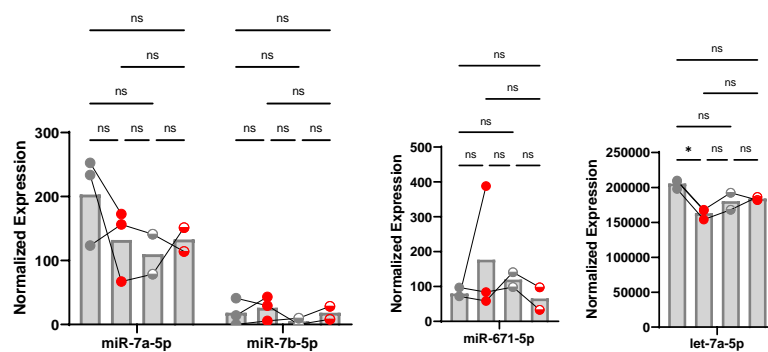 ns ns
ns ns
ns ns
ns ns ns ns ns ns
Normalized Expression
300
200
100
0
miR-7a-5p miR-7b-5p
ns
ns
ns
ns ns ns
Normalized Expression
500
400
300
200
100
0
miR-671-5p
ns
ns
ns
* ns ns
Normalized Expression
250000
200000
150000
100000
50000
0
let-7a-5p